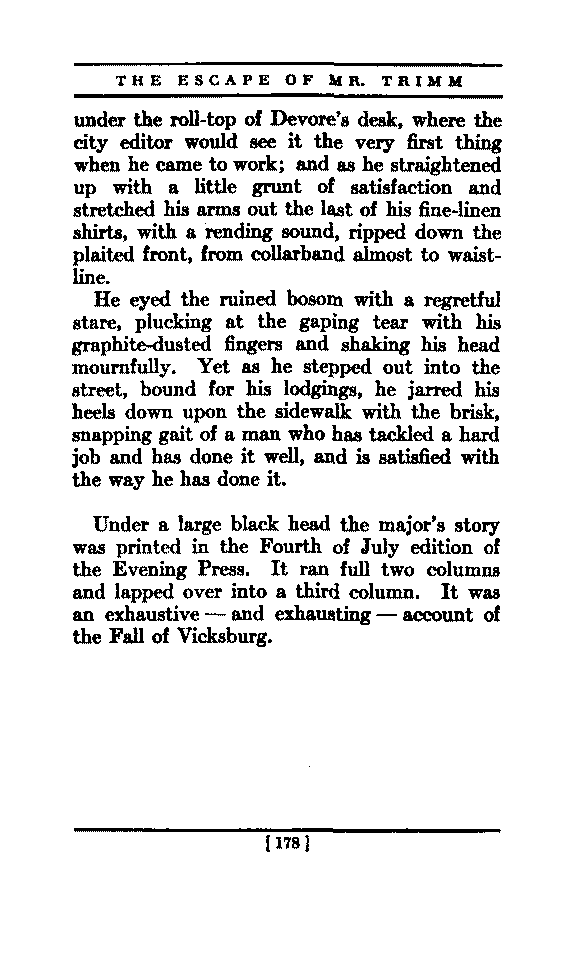 THE ESCAPE OF MR. TRIMM
under the roll-top of Devore's desk, where the
city editor would see it the very first thing
when he came to work; and as he straightened
up with a little grunt of satisfaction and
stretched his arms out the last of his fine-linen
shirts, with a rending sound, ripped down the
plaited front, from collarband almost to waist-
line.
He eyed the ruined bosom with a regretful
stare, plucking at the gaping tear with his
graphite-dusted fingers and shaking his head
mournfully. Yet as he stepped out into the
street, bound for his lodgings, he jarred his
heels down upon the sidewalk with the brisk,
snapping gait of a man who has tackled a hard
job and has done it well, and is satisfied with
the way he has done it.
Under a large black head the major's story
was printed in the Fourth of July edition of
the Evening Press. It ran full two columns
and lapped over into a third column. It was
an exhaustive — and exhausting — account of
the Fall of Vicksburg.
[178]